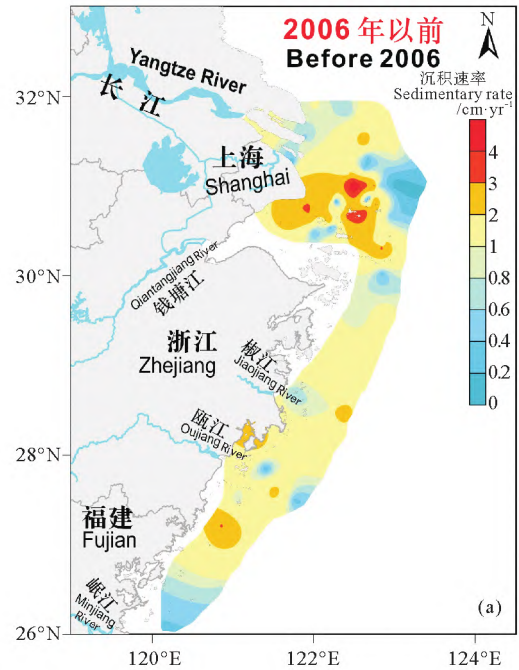 2006 年以前
Before 2006
N
沉积速率
Sedimentary rate
/cm·yr⁻¹
4
3
2
1
0.8
0.6
0.4
0.2
0
Yangtze River
长江
上海
Shanghai
Qiantangjiang River
钱塘江
浙江
Zhejiang
椒江
Jiaojiang River
瓯江
Oujiang River
福建
Fujian
岷江
Minjiang
River
(a)
32°N
30°N
28°N
26°N
120°E
122°E
124°E